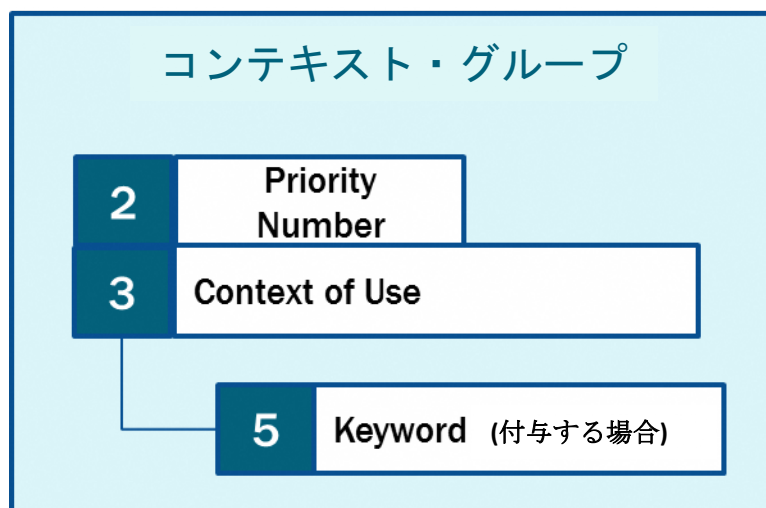 コンテキスト・グループ
2 Priority
Number
3 Context of Use
5 Keyword (付与する場合)